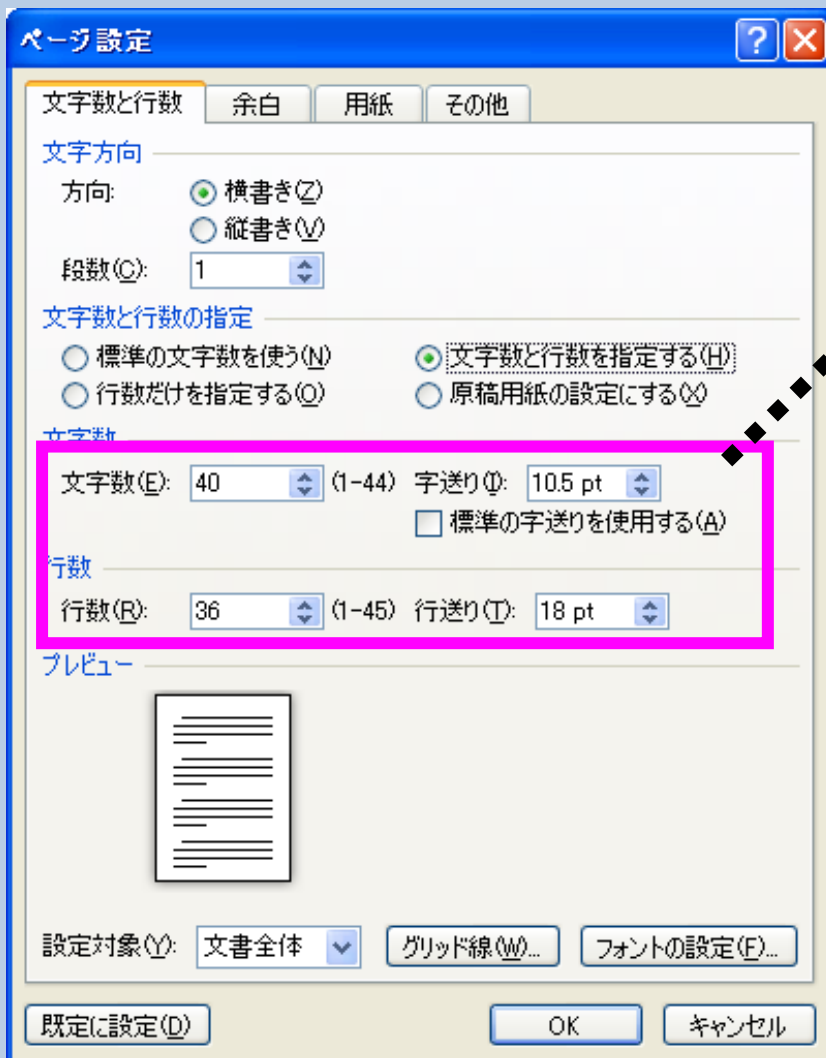 ページ設定
文字数と行数 余白 用紙 その他
文字方向
方向: 横書き(Z)
縦書き(V)
段数(C): 1
文字数と行数の指定
標準の文字数を使う(N) 文字数と行数を指定する(H)
行数だけを指定する(O) 原稿用紙の設定にする(X)
文字数
文字数(E): 40 (1-44) 字送り(I): 10.5 pt
標準の字送りを使用する(A)
行数
行数(R): 36 (1-45) 行送り(T): 18 pt
プレビュー
設定対象(Y): 文書全体 グリッド線(W)... フォントの設定(F)...
既定に設定(D) OK キャンセル